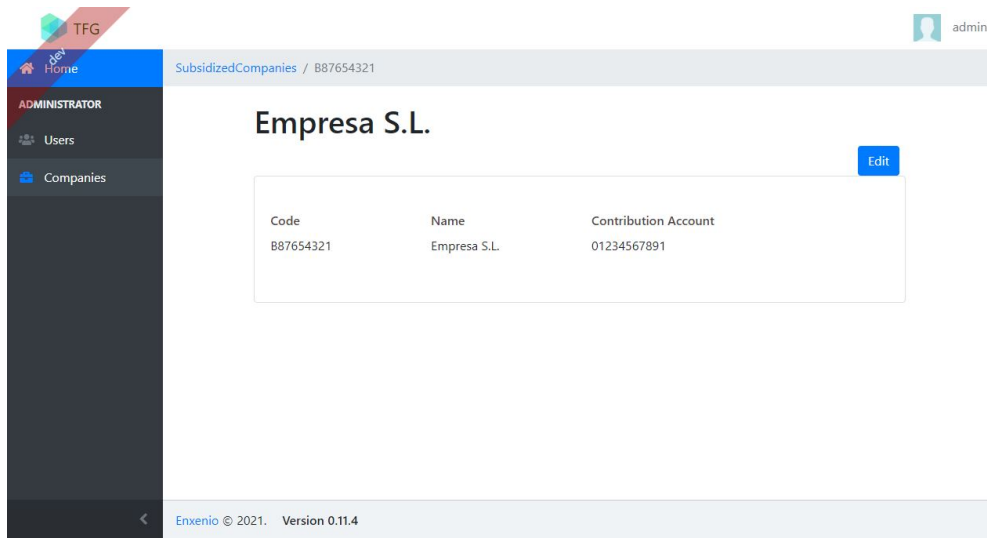 TFG
admin
dev
Home
SubsidizedCompanies / B87654321
ADMINISTRATOR
Users
Companies
Empresa S.L.
Edit
Code Name Contribution Account
B87654321 Empresa S.L. 01234567891
Enxenio © 2021. Version 0.11.4